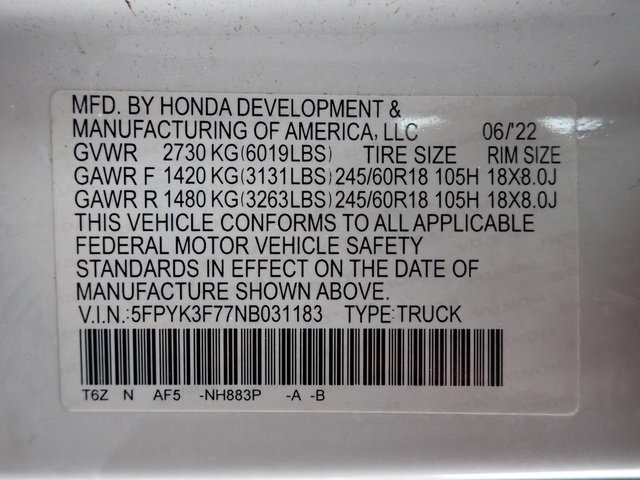 MFD. BY HONDA DEVELOPMENT &
MANUFACTURING OF AMERICA, LLC 06/'22
GVWR 2730 KG(6019LBS) TIRE SIZE RIM SIZE
GAWR F 1420 KG(3131LBS) 245/60R18 105H 18X8.0J
GAWR R 1480 KG(3263LBS) 245/60R18 105H 18X8.0J
THIS VEHICLE CONFORMS TO ALL APPLICABLE
FEDERAL MOTOR VEHICLE SAFETY
STANDARDS IN EFFECT ON THE DATE OF
MANUFACTURE SHOWN ABOVE.
V.I.N.:5FPYK3F77NB031183 TYPE:TRUCK
T6Z N AF5 -NH883P -A -B